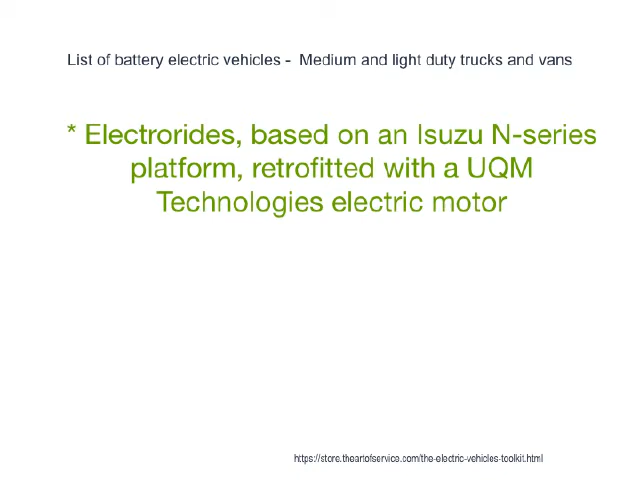 List of battery electric vehicles -  Medium and light duty trucks and vans
* Electrorides, based on an Isuzu N-series
platform, retrofitted with a UQM
Technologies electric motor
https://store.theartofservice.com/the-electric-vehicles-toolkit.html